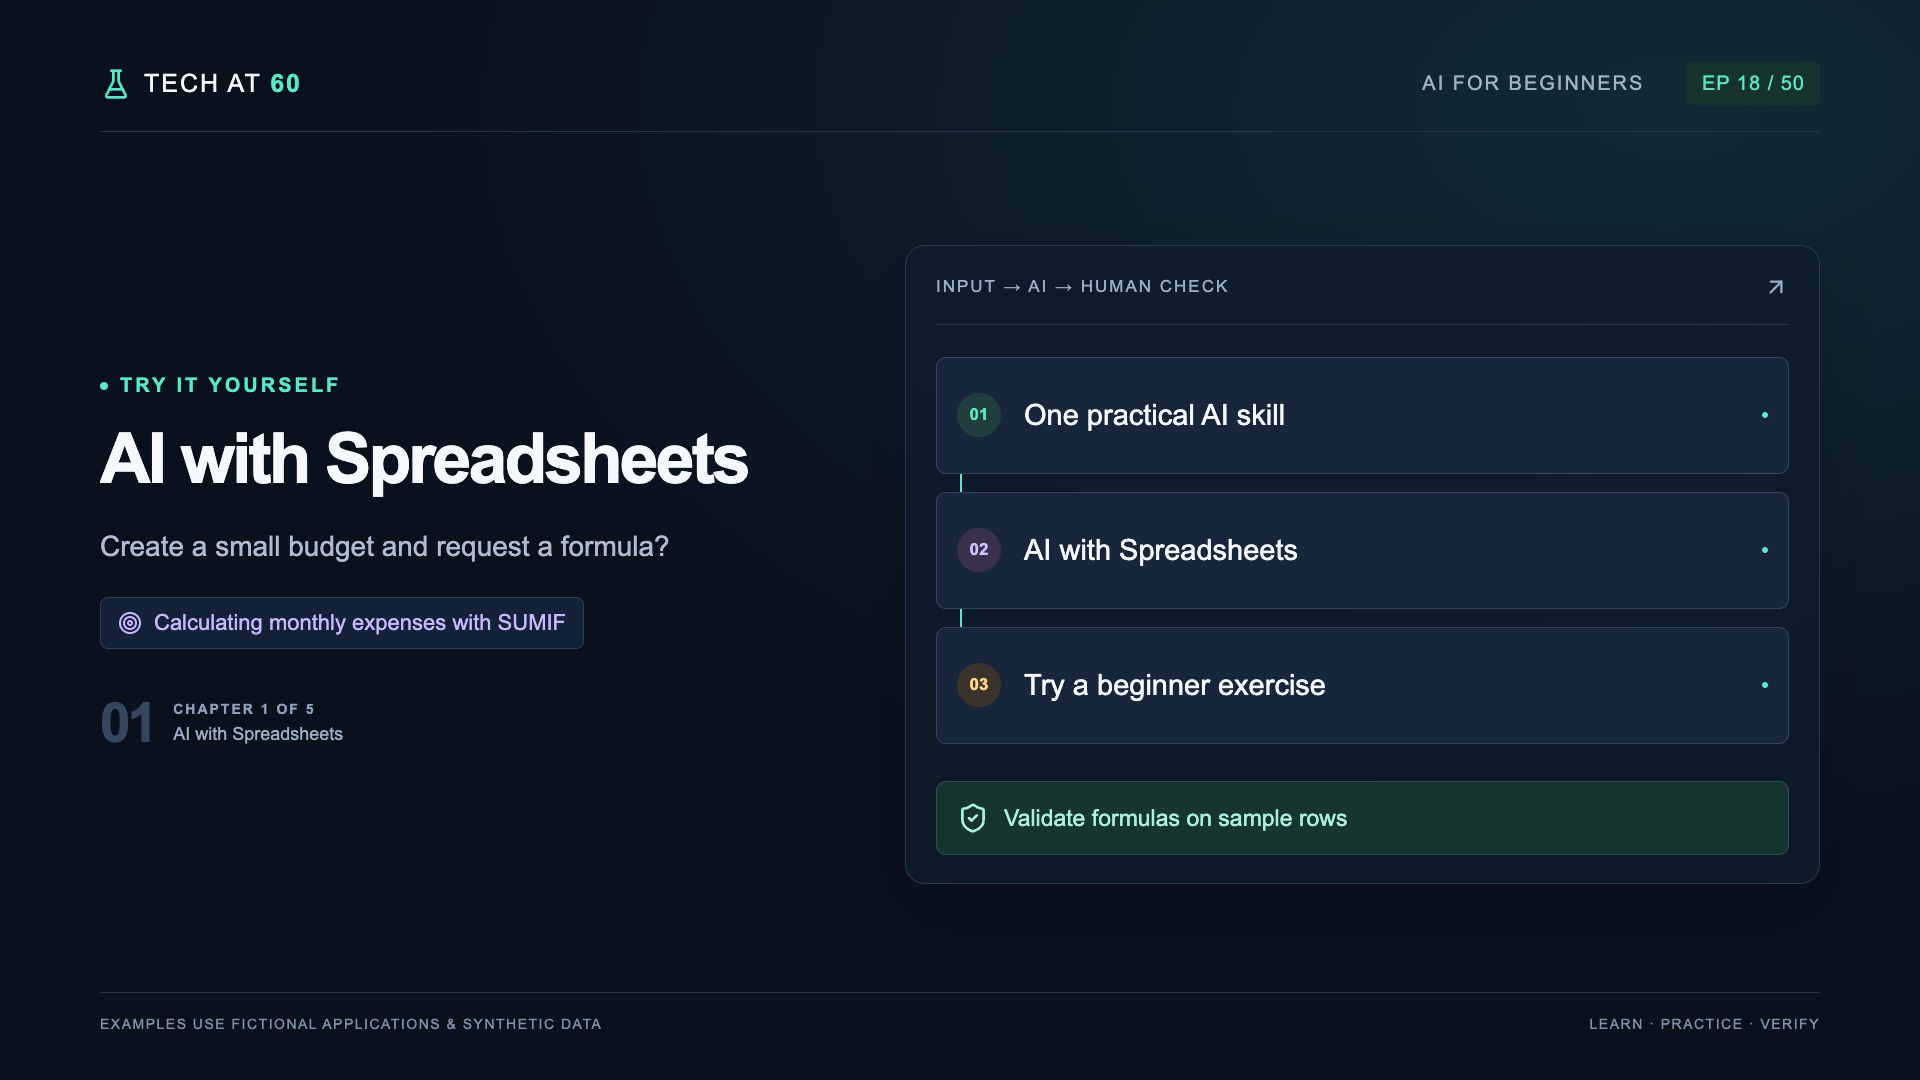 TECH AT 60
AI FOR BEGINNERS
EP 18 / 50
TRY IT YOURSELF
AI with Spreadsheets
Create a small budget and request a formula?
Calculating monthly expenses with SUMIF
01
CHAPTER 1 OF 5
AI with Spreadsheets
INPUT → AI → HUMAN CHECK
01 One practical AI skill
02 AI with Spreadsheets
03 Try a beginner exercise
Validate formulas on sample rows
EXAMPLES USE FICTIONAL APPLICATIONS & SYNTHETIC DATA
LEARN · PRACTICE · VERIFY